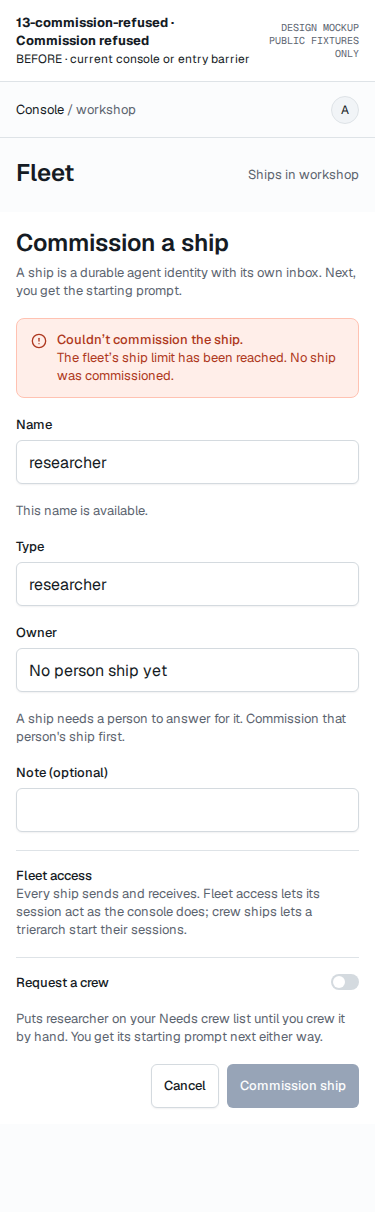 13-commission-refused ·
Commission refused
BEFORE · current console or entry barrier
DESIGN MOCKUP
PUBLIC FIXTURES
ONLY
Console / workshop
A
Fleet
Ships in workshop
Commission a ship
A ship is a durable agent identity with its own inbox. Next,
you get the starting prompt.
Couldn’t commission the ship.
The fleet’s ship limit has been reached. No ship
was commissioned.
Name
researcher
This name is available.
Type
researcher
Owner
No person ship yet
A ship needs a person to answer for it. Commission that
person's ship first.
Note (optional)
Fleet access
Every ship sends and receives. Fleet access lets its
session act as the console does; crew ships lets a
trierarch start their sessions.
Request a crew
Puts researcher on your Needs crew list until you crew it
by hand. You get its starting prompt next either way.
Cancel
Commission ship